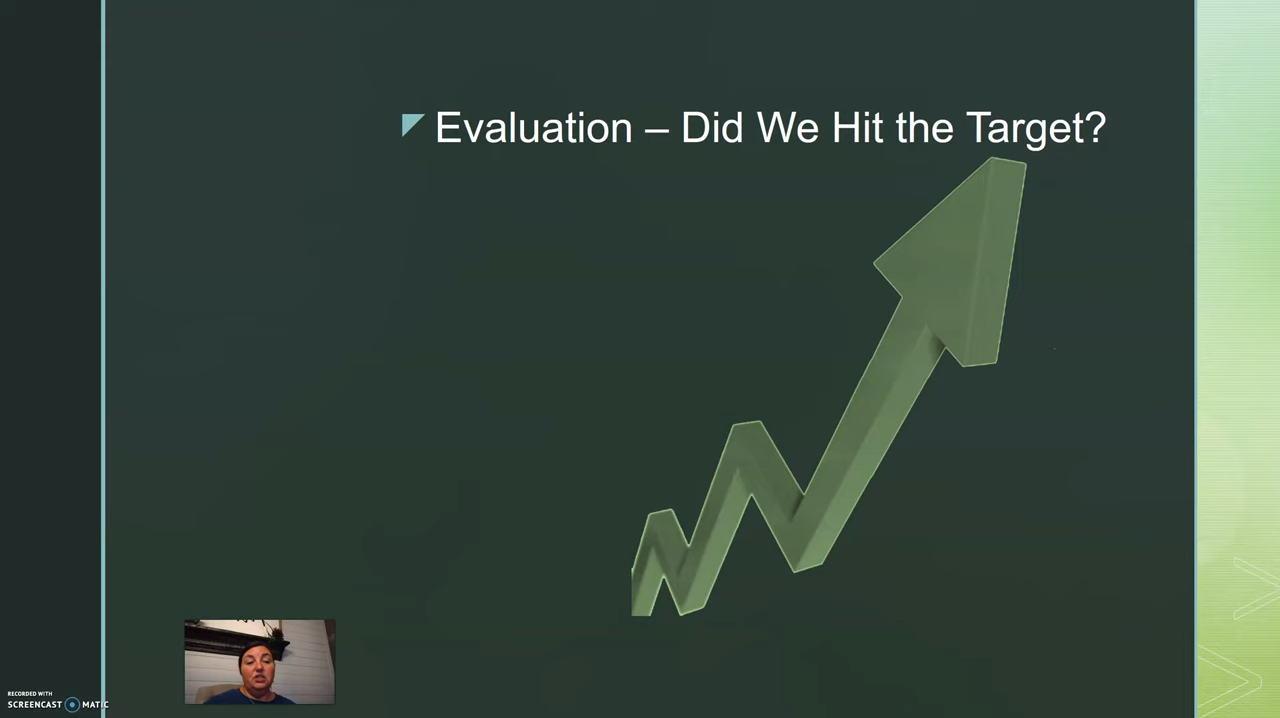 Evaluation – Did We Hit the Target?
RECORDED WITH
SCREENCAST MATIC